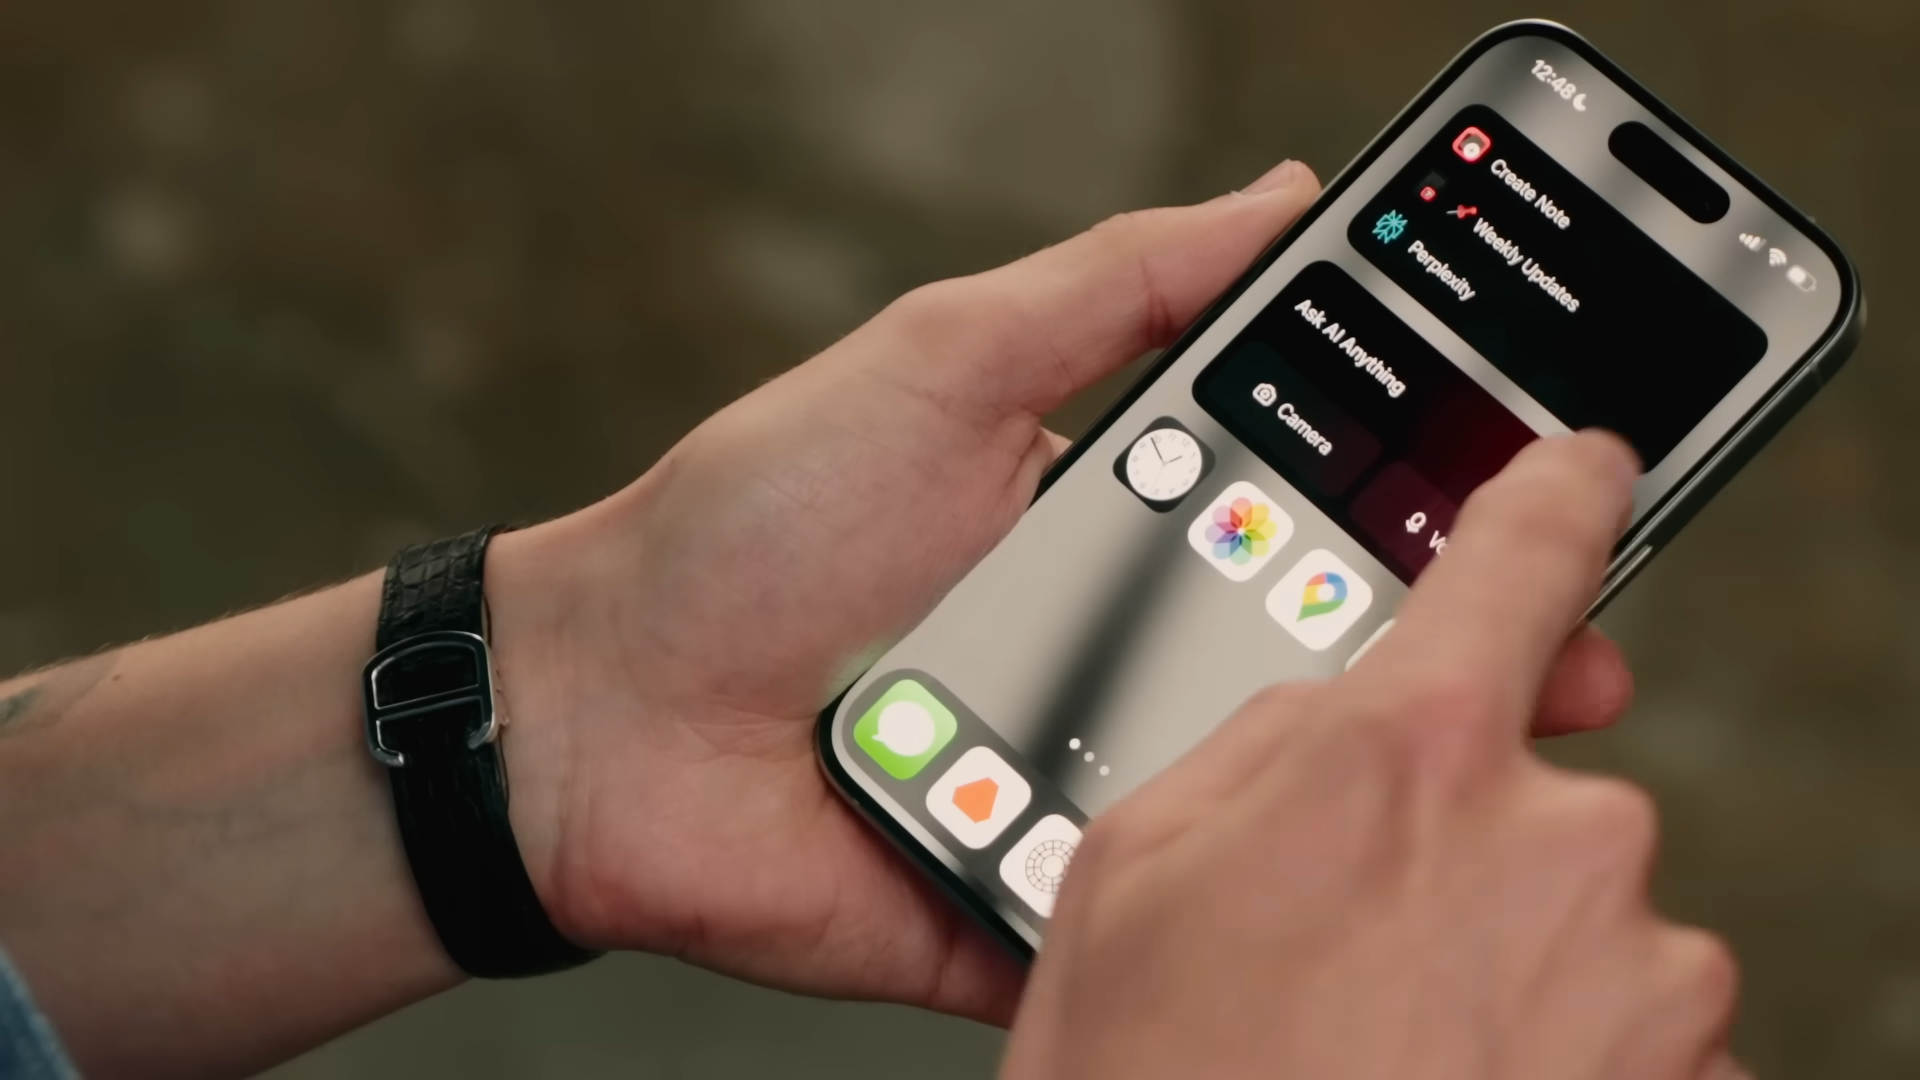 12:48
Create Note
Weekly Updates
Perplexity
Ask AI Anything
Camera